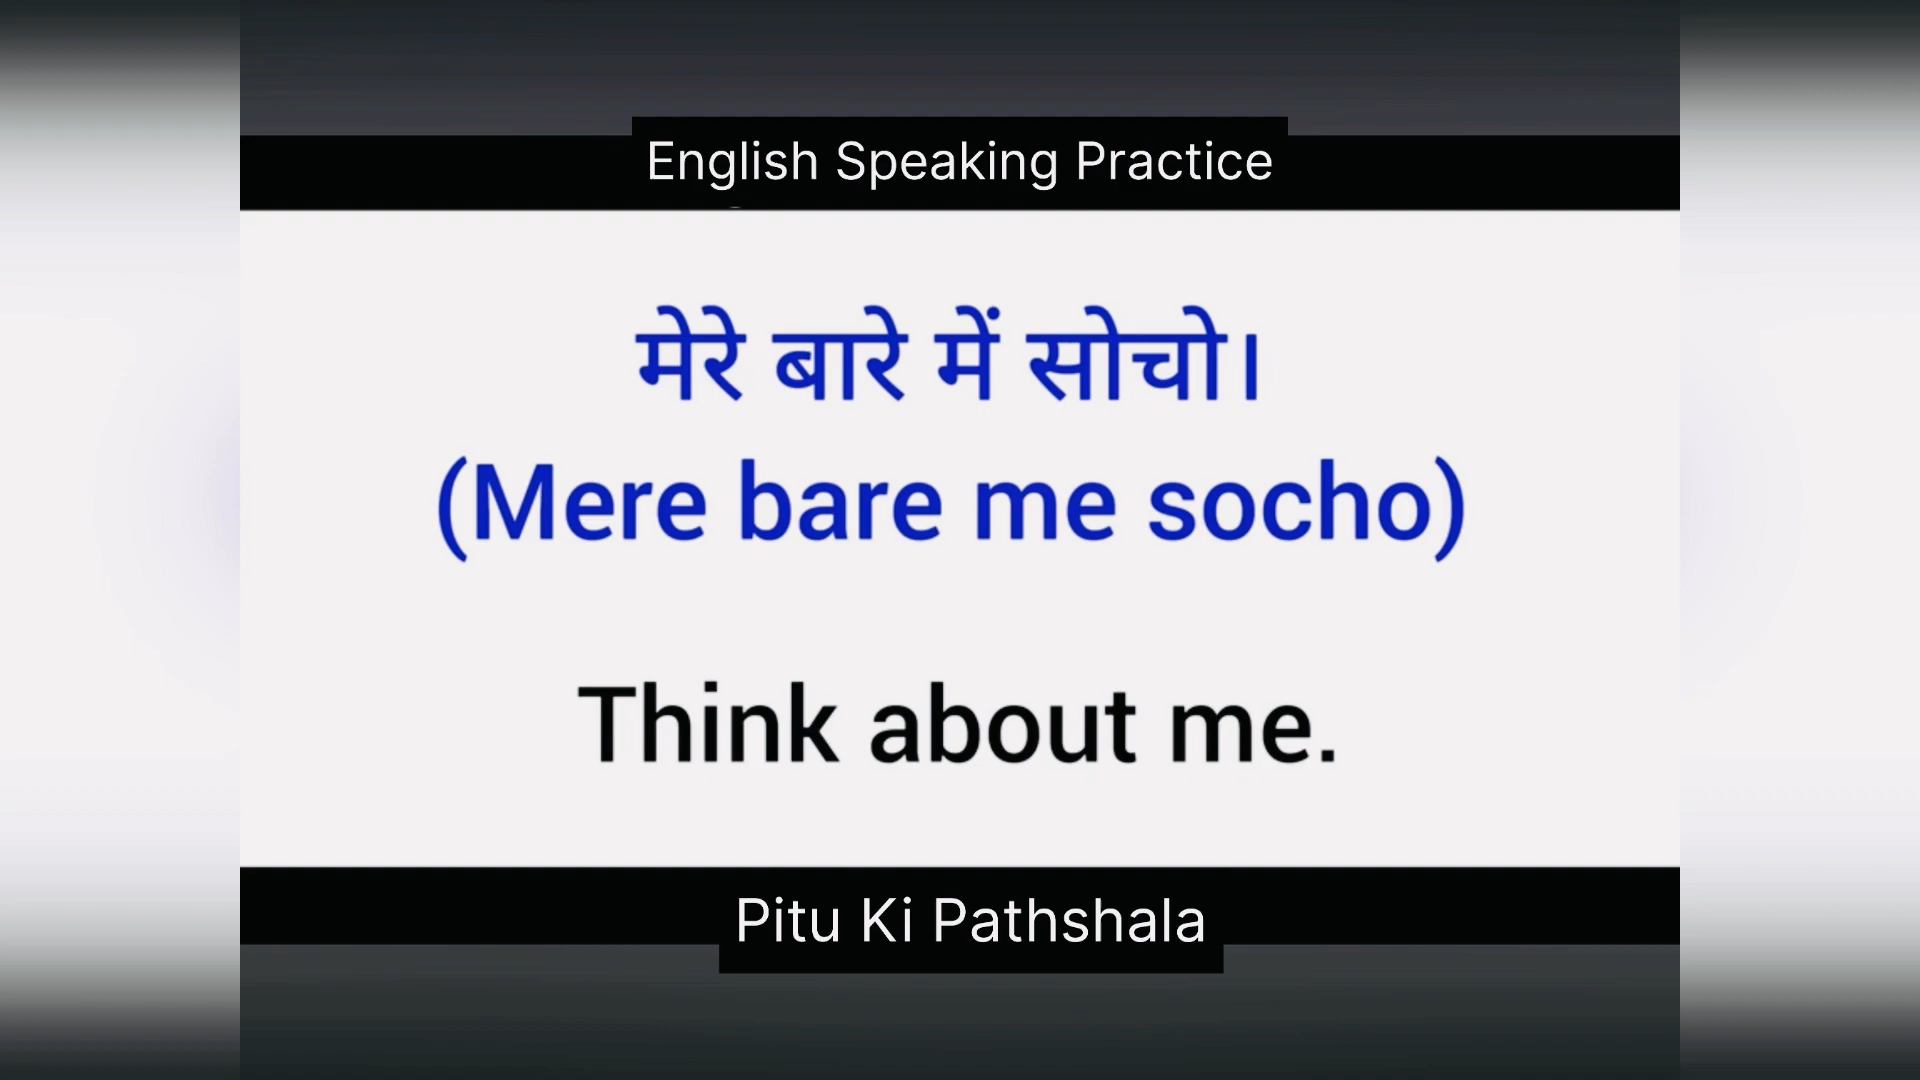 English Speaking Practice
मेरे बारे में सोचो।
(Mere bare me socho)
Think about me.
Pitu Ki Pathshala